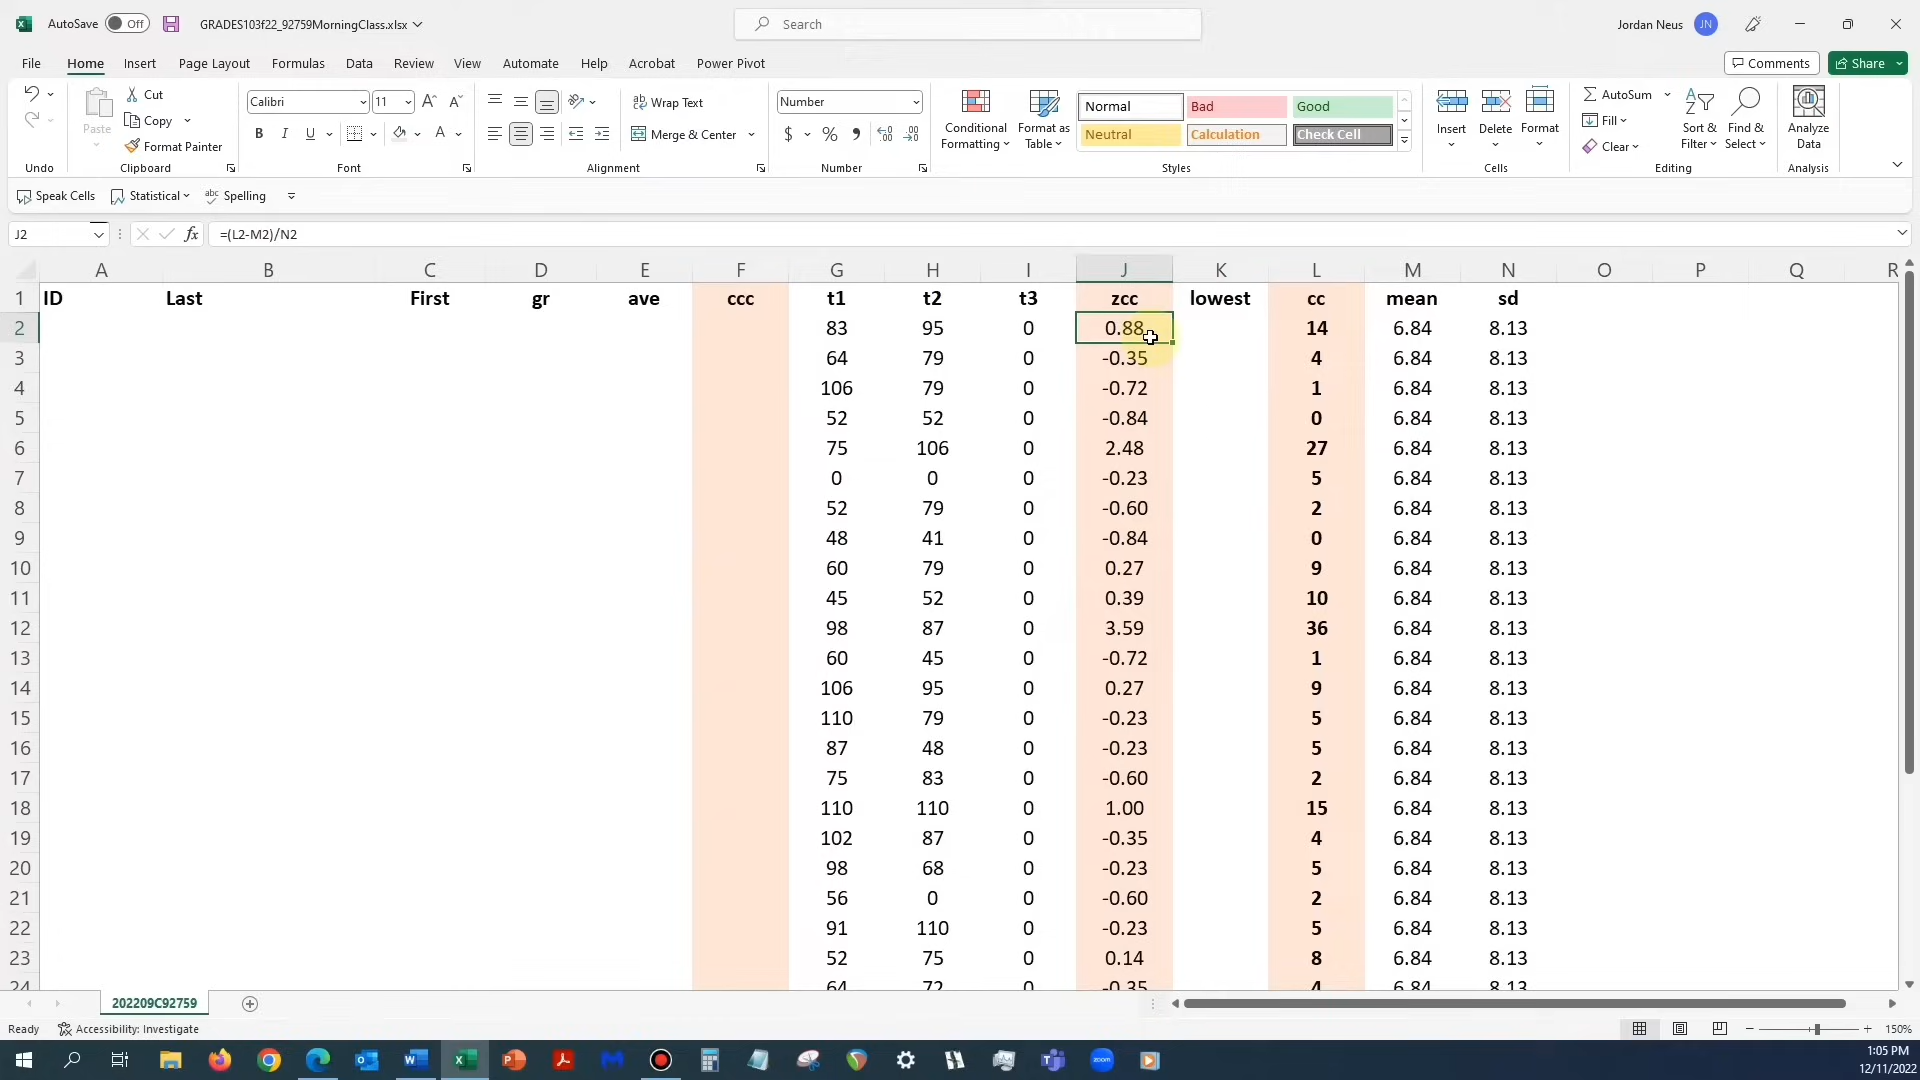 AutoSave Off GRADES103f22_92759MorningClass.xlsx Search Jordan Neus JN
File Home Insert Page Layout Formulas Data Review View Automate Help Acrobat Power Pivot Comments Share
Paste Cut Copy Format Painter
Calibri 11 B I U A
Wrap Text Merge & Center
Number $ % 9
Conditional Formatting Format as Table
Normal Bad Good
Neutral Calculation Check Cell
Insert Delete Format
AutoSum Fill Clear Sort & Filter Find & Select Analyze Data
Undo Clipboard Font Alignment Number Styles Cells Editing Analysis
Speak Cells Statistical abc Spelling
J2 fx =(L2-M2)/N2
A B C D E F G H I J K L M N O P Q R
1 ID Last First gr ave ccc t1 t2 t3 zcc lowest cc mean sd
2 83 95 0 0.88 14 6.84 8.13
3 64 79 0 -0.35 4 6.84 8.13
4 106 79 0 -0.72 1 6.84 8.13
5 52 52 0 -0.84 0 6.84 8.13
6 75 106 0 2.48 27 6.84 8.13
7 0 0 0 -0.23 5 6.84 8.13
8 52 79 0 -0.60 2 6.84 8.13
9 48 41 0 -0.84 0 6.84 8.13
10 60 79 0 0.27 9 6.84 8.13
11 45 52 0 0.39 10 6.84 8.13
12 98 87 0 3.59 36 6.84 8.13
13 60 45 0 -0.72 1 6.84 8.13
14 106 95 0 0.27 9 6.84 8.13
15 110 79 0 -0.23 5 6.84 8.13
16 87 48 0 -0.23 5 6.84 8.13
17 75 83 0 -0.60 2 6.84 8.13
18 110 110 0 1.00 15 6.84 8.13
19 102 87 0 -0.35 4 6.84 8.13
20 98 68 0 -0.23 5 6.84 8.13
21 56 0 0 -0.60 2 6.84 8.13
22 91 110 0 -0.23 5 6.84 8.13
23 52 75 0 0.14 8 6.84 8.13
24 64 72 0 -0.35 4 6.84 8.13
202209C92759
Ready Accessibility: Investigate 150%
1:05 PM
12/11/2022